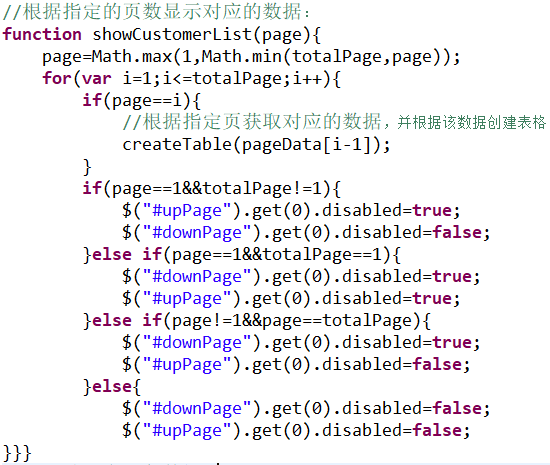 //根据指定的页数显示对应的数据:
function showCustomerList(page){
    page=Math.max(1,Math.min(totalPage,page));
    for(var i=1;i<=totalPage;i++){
        if(page==i){
            //根据指定页获取对应的数据，并根据该数据创建表格
            createTable(pageData[i-1]);
        }
        if(page==1&&totalPage!=1){
            $("#upPage").get(0).disabled=true;
            $("#downPage").get(0).disabled=false;
        }else if(page==1&&totalPage==1){
            $("#downPage").get(0).disabled=true;
            $("#upPage").get(0).disabled=true;
        }else if(page!=1&&page==totalPage){
            $("#downPage").get(0).disabled=true;
            $("#upPage").get(0).disabled=false;
        }else{
            $("#downPage").get(0).disabled=false;
            $("#upPage").get(0).disabled=false;
}}}